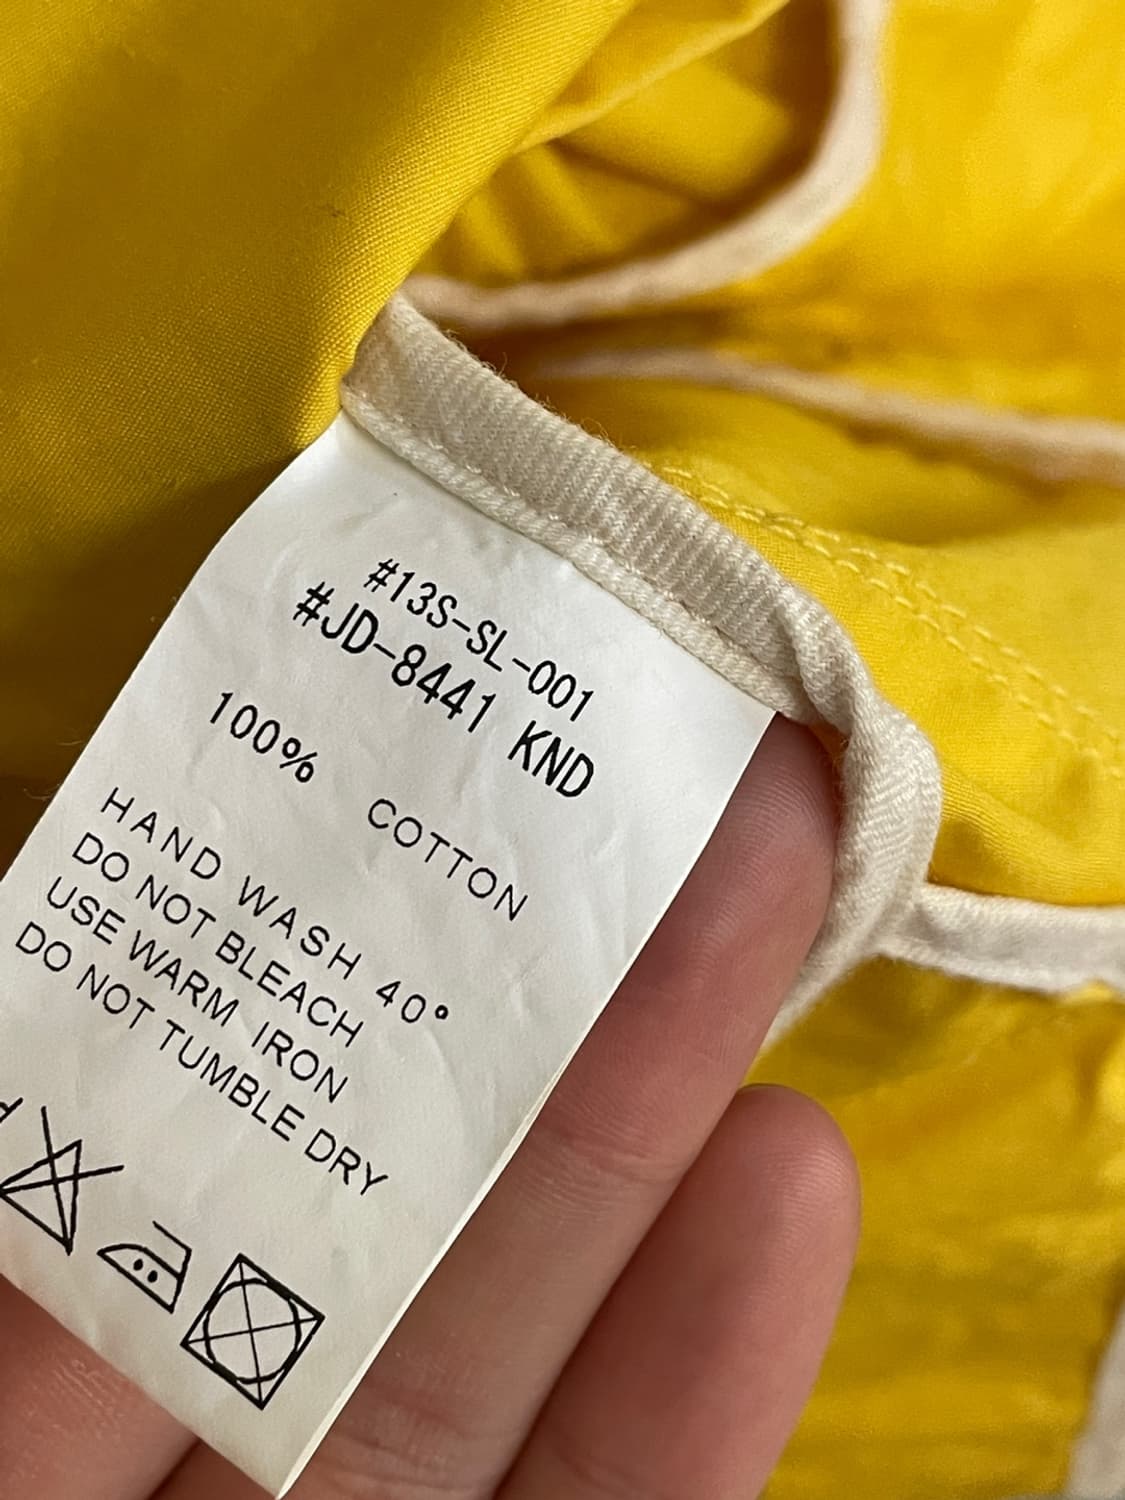 #13S-SL-001
#JD-8441 KND
100% COTTON
HAND WASH 40°
DO NOT BLEACH
USE WARM IRON
DO NOT TUMBLE DRY